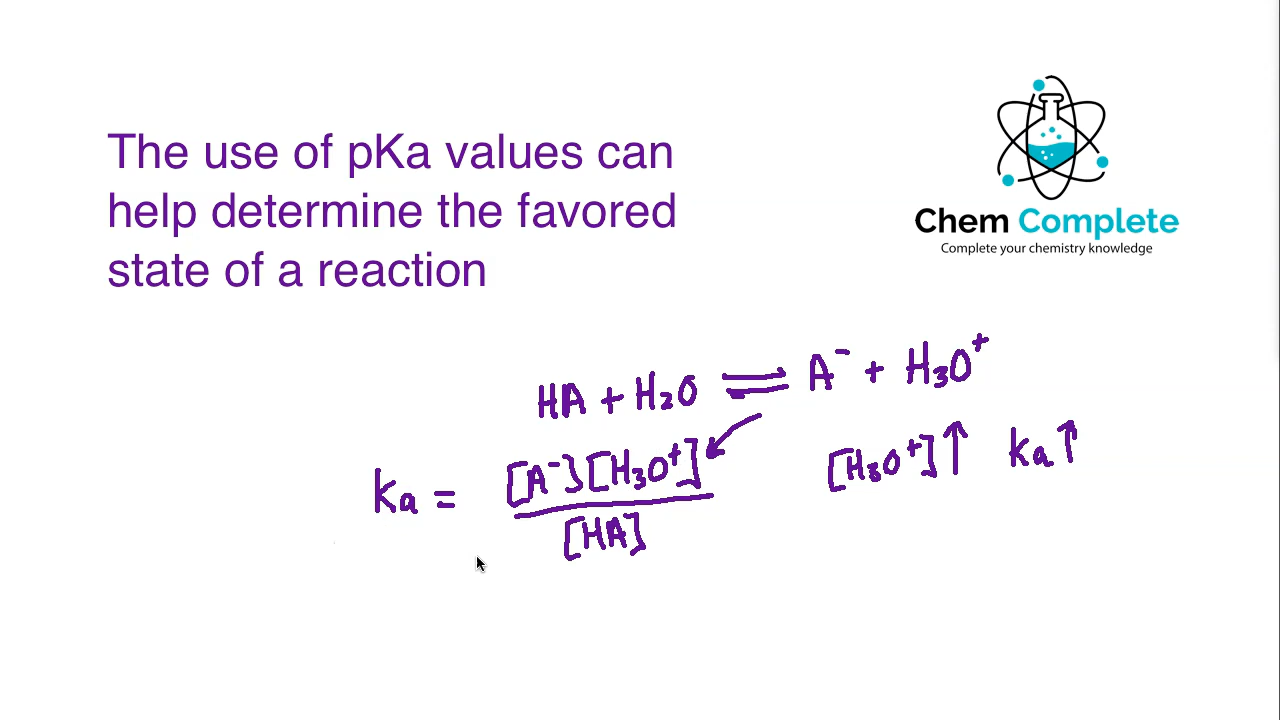 The use of pKa values can
help determine the favored
state of a reaction
Chem Complete
Complete your chemistry knowledge
HA + H₂O ⇌ A⁻ + H₃O⁺
Ka = [A⁻][H₃O⁺] / [HA]
[H₃O⁺]↑ Ka↑